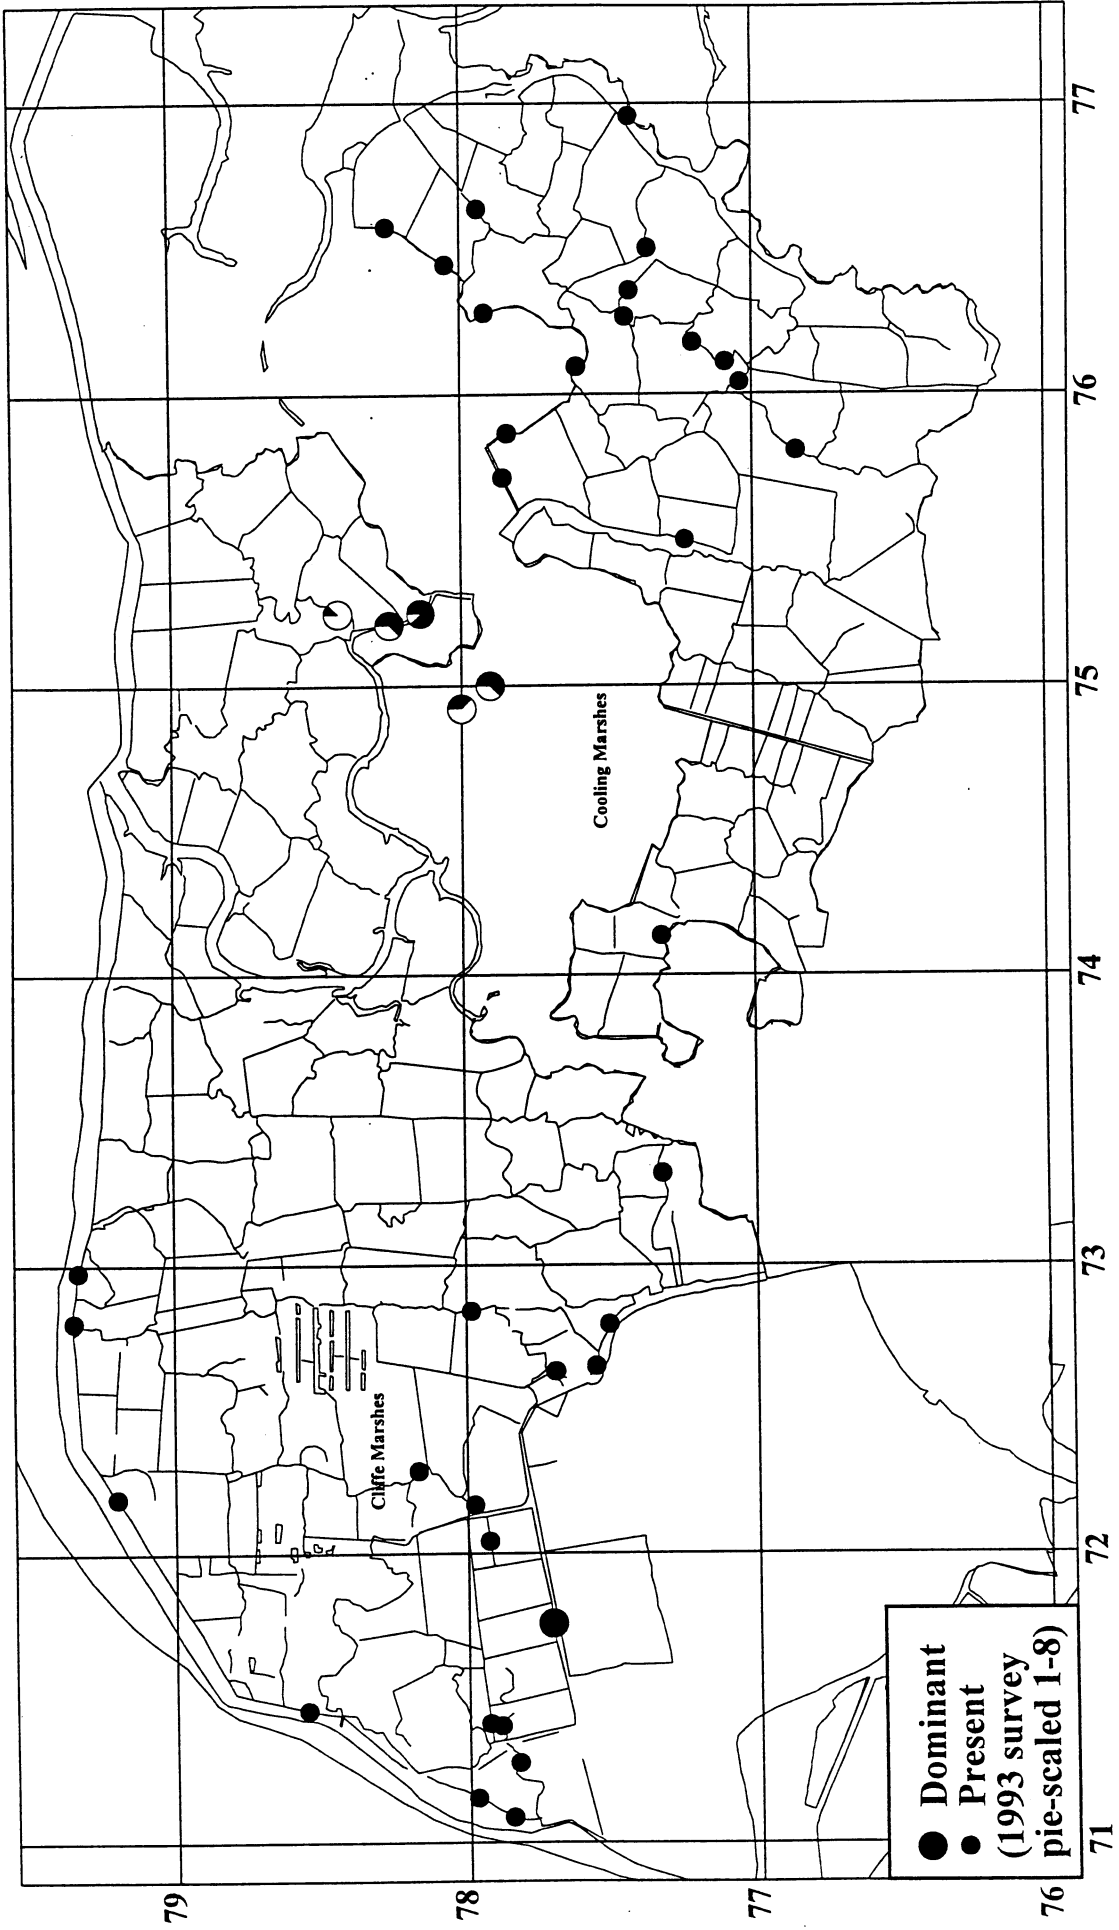 79
78
77
76
Cliffe Marshes
Cooling Marshes
Dominant
Present
(1993 survey
pie-scaled 1-8)
71
72
73
74
75
76
77